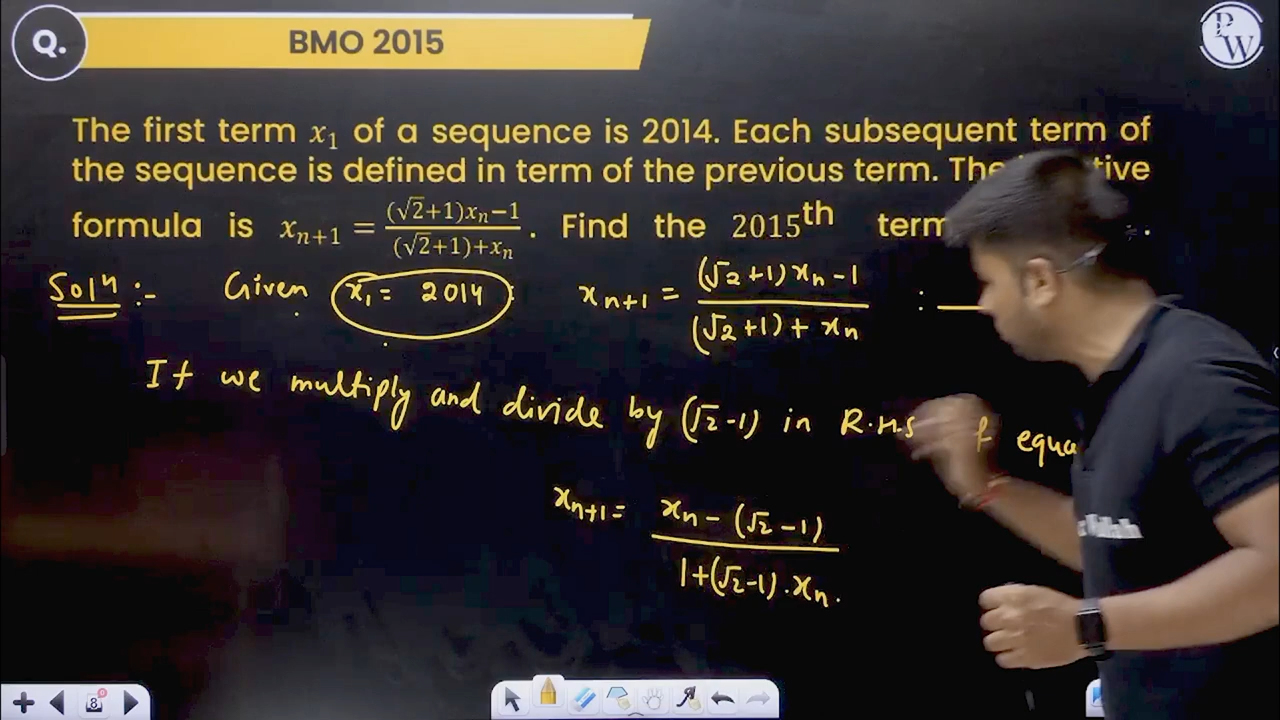 Q.
BMO 2015
PW
The first term x₁ of a sequence is 2014. Each subsequent term of
the sequence is defined in term of the previous term. The
formula is xₙ₊₁ = ((√2+1)xₙ−1)/((√2+1)+xₙ). Find the 2015th term .
Solⁿ :- Given x₁ = 2014 : xₙ₊₁ = ((√2+1)xₙ−1)/((√2+1)+xₙ) :
If we multiply and divide by (√2-1) in R.H.S
xₙ₊₁ = (xₙ − (√2−1))/(1+(√2−1).xₙ.
8